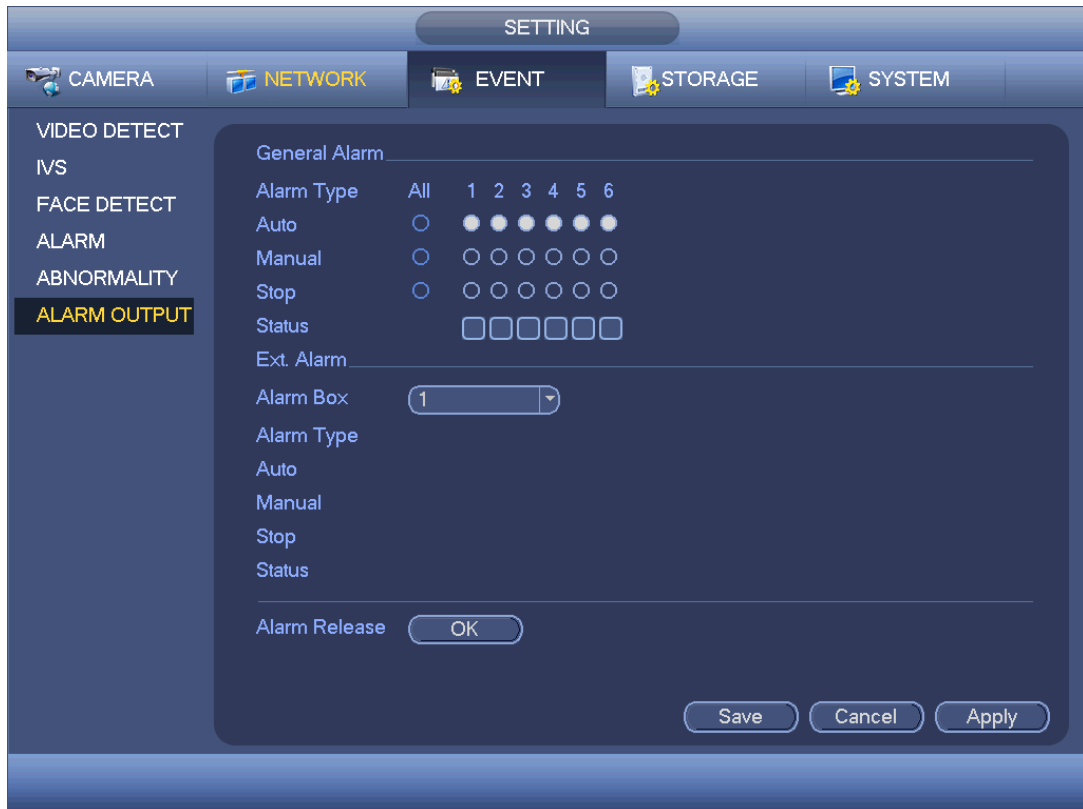 SETTING
CAMERA NETWORK EVENT STORAGE SYSTEM
VIDEO DETECT
IVS
FACE DETECT
ALARM
ABNORMALITY
ALARM OUTPUT
General Alarm
Alarm Type All 1 2 3 4 5 6
Auto
Manual
Stop
Status
Ext. Alarm
Alarm Box 1
Alarm Type
Auto
Manual
Stop
Status
Alarm Release OK
Save Cancel Apply